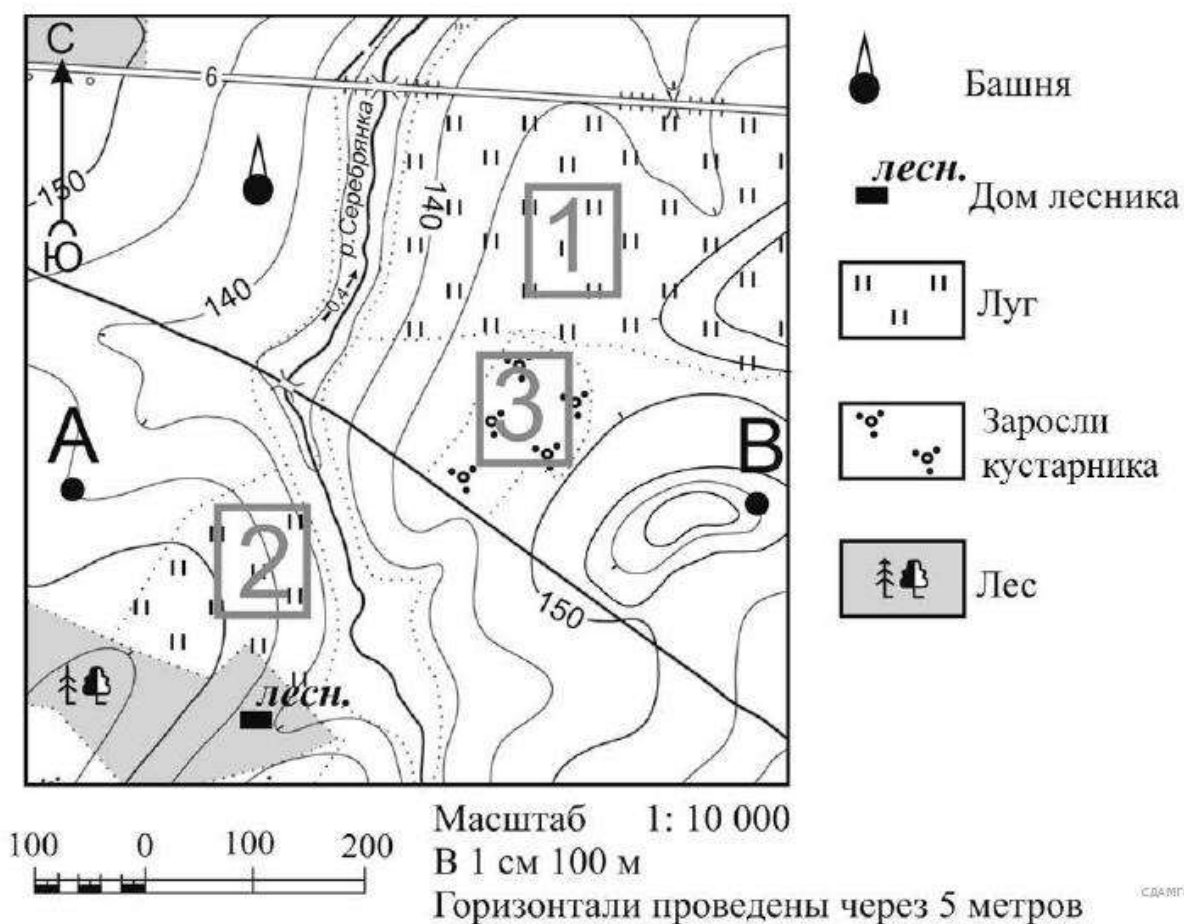 С
6
Башня
р. Серебрянка
150
140
лесн.
Дом лесника
1
Ю
140
0,4
Луг
3
А
В
Заросли
кустарника
2
150
Лес
лесн.
Масштаб 1: 10 000
100 0 100 200
В 1 см 100 м
Горизонтали проведены через 5 метров